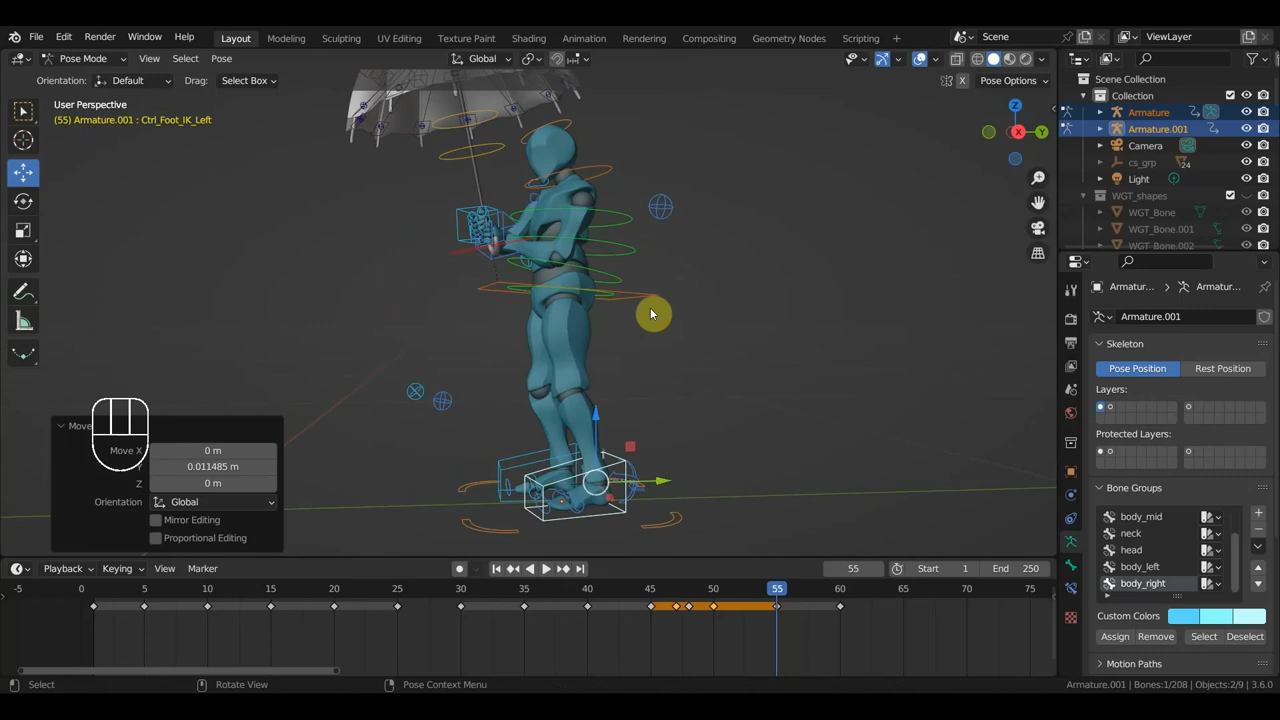 File Edit Render Window Help Layout Modeling Sculpting UV Editing Texture Paint Shading Animation Rendering Compositing Geometry Nodes Scripting + Scene ViewLayer
Pose Mode View Select Pose Global
Orientation: Default Drag: Select Box X Pose Options
Scene Collection
Collection
Armature
Armature.001
Camera
cs_grp 24
Light
WGT_shapes
WGT_Bone
WGT_Bone.001
WGT_Bone.002
User Perspective
(55) Armature.001 : Ctrl_Foot_IK_Left
Z
X
Y
Armatur... Armatur...
Armature.001
Skeleton
Pose Position Rest Position
Layers:
Protected Layers:
Bone Groups
body_mid
neck
head
body_left
body_right
Custom Colors
Assign Remove Select Deselect
Motion Paths
Move
Move X 0 m
Y 0.011485 m
Z 0 m
Orientation Global
Mirror Editing
Proportional Editing
Playback Keying View Marker 55 Start 1 End 250
-5 0 5 10 15 20 25 30 35 40 45 50 55 60 65 70 75
Select Rotate View Pose Context Menu Armature.001 | Bones:1/208 | Objects:2/9 | 3.6.0